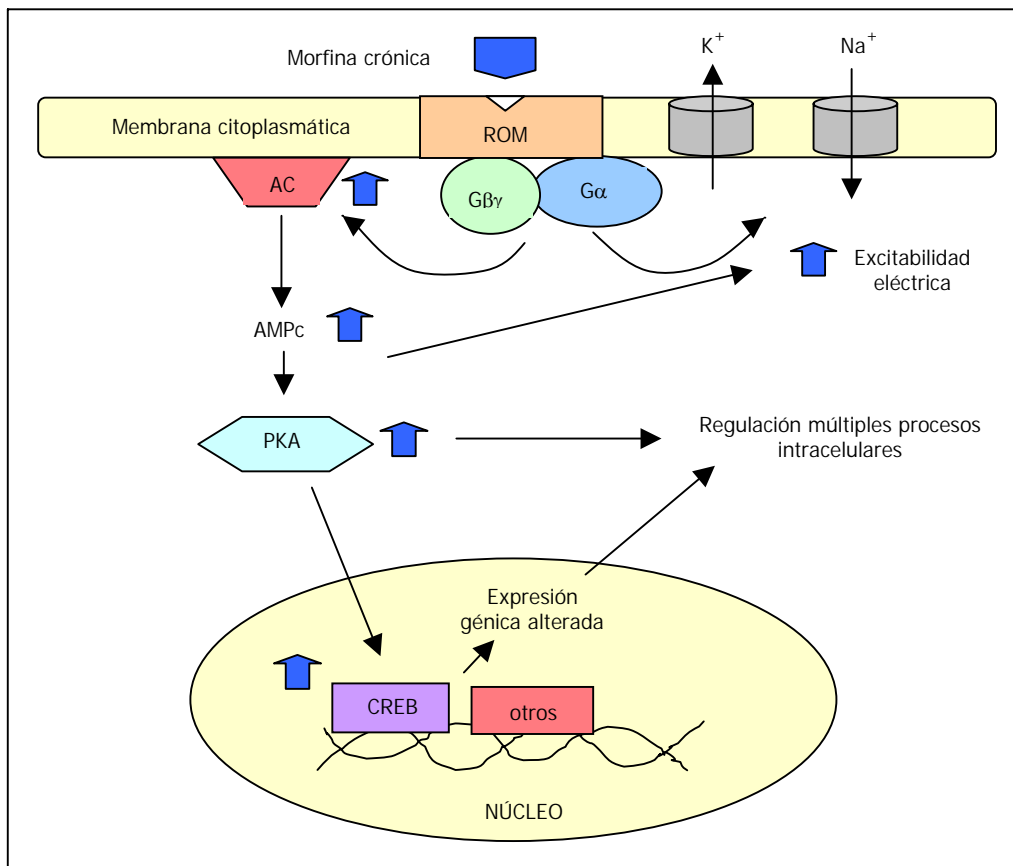 Morfina crónica
K+
Na+
Membrana citoplasmática
ROM
AC
Gβγ
Gα
Excitabilidad
eléctrica
AMPc
PKA
Regulación múltiples procesos
intracelulares
Expresión
génica alterada
CREB
otros
NÚCLEO